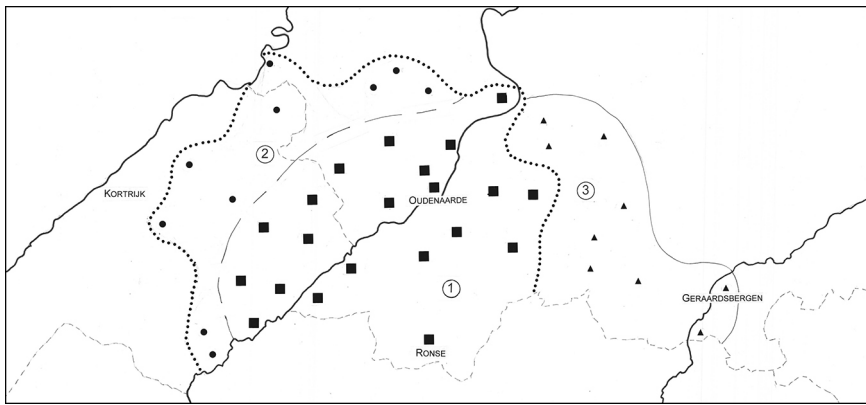 2
KORTRIJK
3
OUDENAARDE
1
GERAARDSBERGEN
RONSE